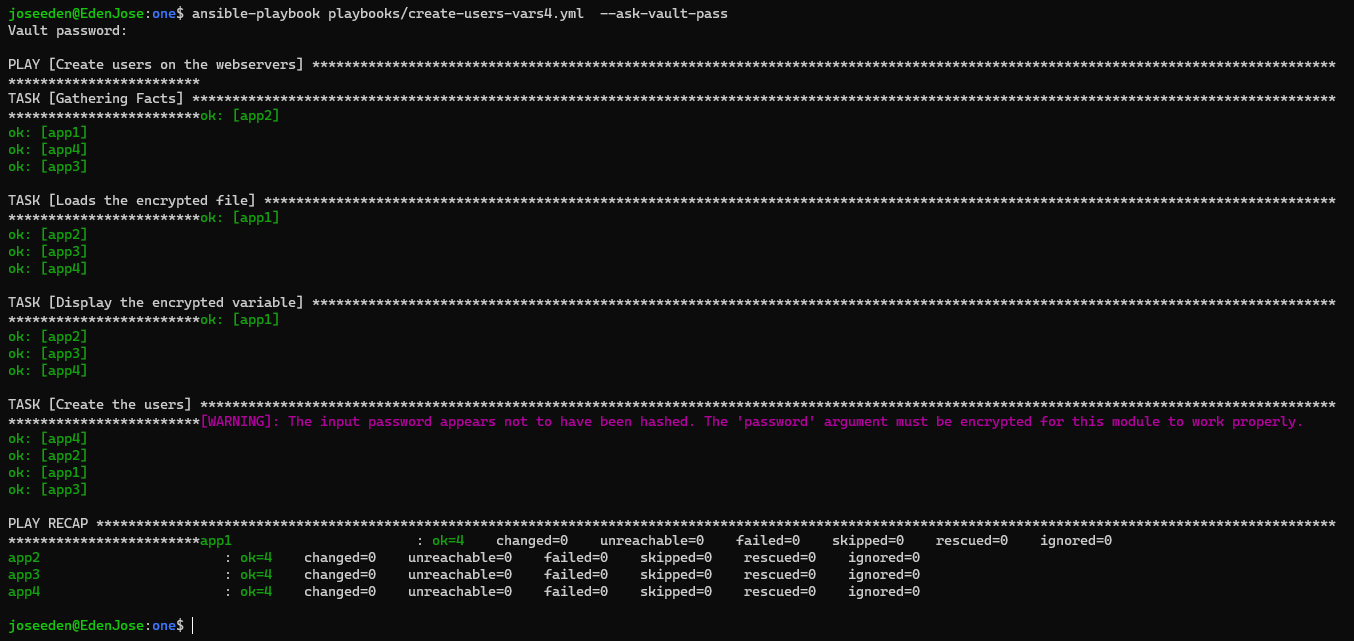 joseeden@EdenJose:one$ ansible-playbook playbooks/create-users-vars4.yml  --ask-vault-pass
Vault password:
PLAY [Create users on the webservers] ********************************************************************************************************************************
************************
TASK [Gathering Facts] ***********************************************************************************************************************************************
************************ok: [app2]
ok: [app1]
ok: [app4]
ok: [app3]
TASK [Loads the encrypted file] **************************************************************************************************************************************
************************ok: [app1]
ok: [app2]
ok: [app3]
ok: [app4]
TASK [Display the encrypted variable] ********************************************************************************************************************************
************************ok: [app1]
ok: [app2]
ok: [app3]
ok: [app4]
TASK [Create the users] **********************************************************************************************************************************************
************************[WARNING]: The input password appears not to have been hashed. The 'password' argument must be encrypted for this module to work properly.
ok: [app4]
ok: [app2]
ok: [app1]
ok: [app3]
PLAY RECAP ***********************************************************************************************************************************************************
************************app1                       : ok=4    changed=0    unreachable=0    failed=0    skipped=0    rescued=0    ignored=0
app2                       : ok=4    changed=0    unreachable=0    failed=0    skipped=0    rescued=0    ignored=0
app3                       : ok=4    changed=0    unreachable=0    failed=0    skipped=0    rescued=0    ignored=0
app4                       : ok=4    changed=0    unreachable=0    failed=0    skipped=0    rescued=0    ignored=0
joseeden@EdenJose:one$